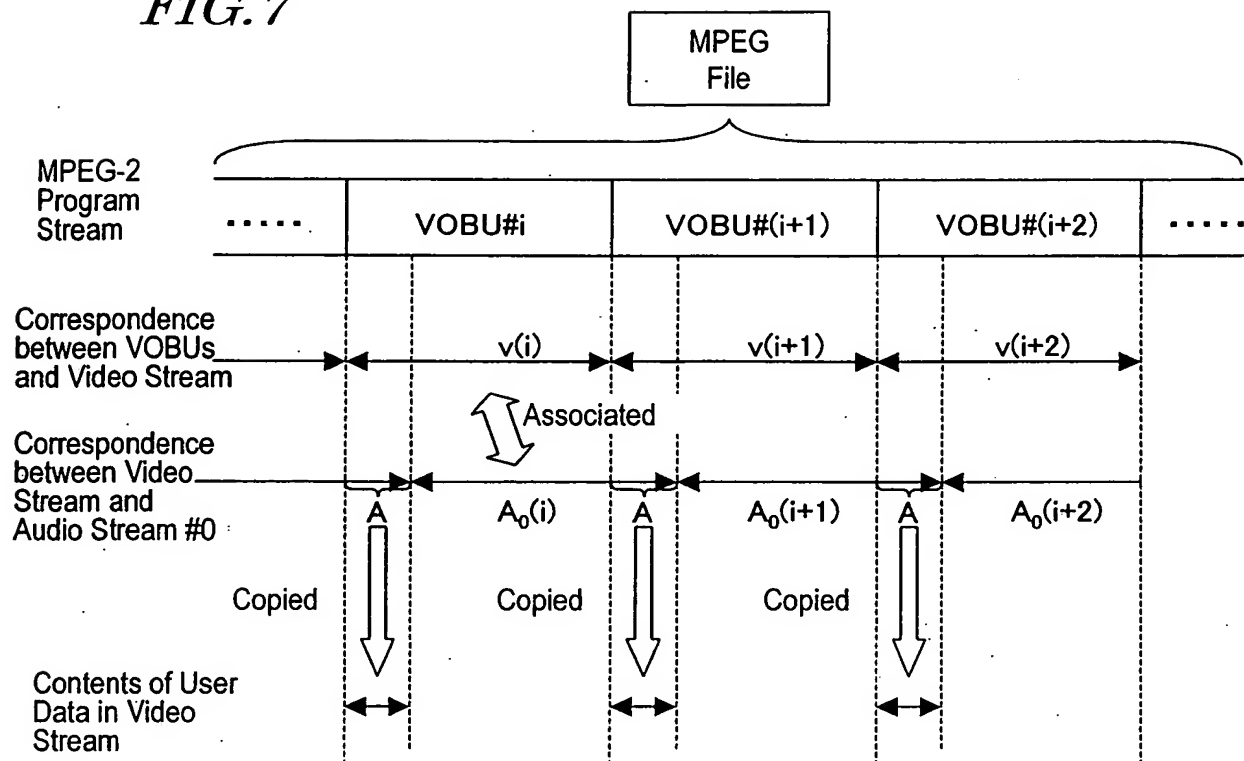 FIG. 7
MPEG
File
MPEG-2
Program
Stream
·····
VOBU#i
VOBU#(i+1)
VOBU#(i+2)
·····
Correspondence
between VOBUs
and Video Stream
v(i)
v(i+1)
v(i+2)
Associated
Correspondence
between Video
Stream and
Audio Stream #0
A
A₀(i)
A
A₀(i+1)
A
A₀(i+2)
Copied
Copied
Copied
Contents of User
Data in Video
Stream